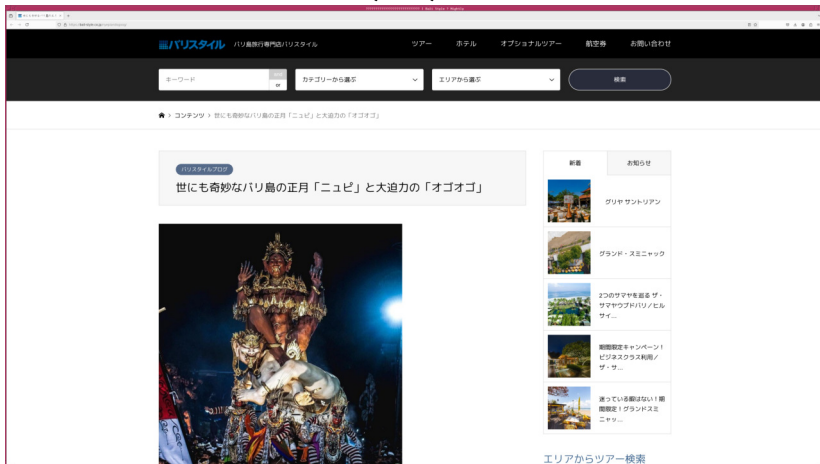 バリスタイル
バリ島旅行専門店バリスタイル
ツアー
ホテル
オプショナルツアー
航空券
お問い合わせ
キーワード
and
or
カテゴリーから選ぶ
エリアから選ぶ
検索
コンテンツ
世にも奇妙なバリ島の正月「ニュピ」と大迫力の「オゴオゴ」
バリスタイルブログ
世にも奇妙なバリ島の正月「ニュピ」と大迫力の「オゴオゴ」
新着
お知らせ
グリヤ サントリアン
グランド・スミニャック
2つのサマヤを巡る ザ・
サマヤウブドバリ／ヒル
サイ...
期間限定キャンペーン！
ビジネスクラス利用／
ザ・サ...
迷っている暇はない！期
間限定！グランドスミ
ニャッ...
エリアからツアー検索